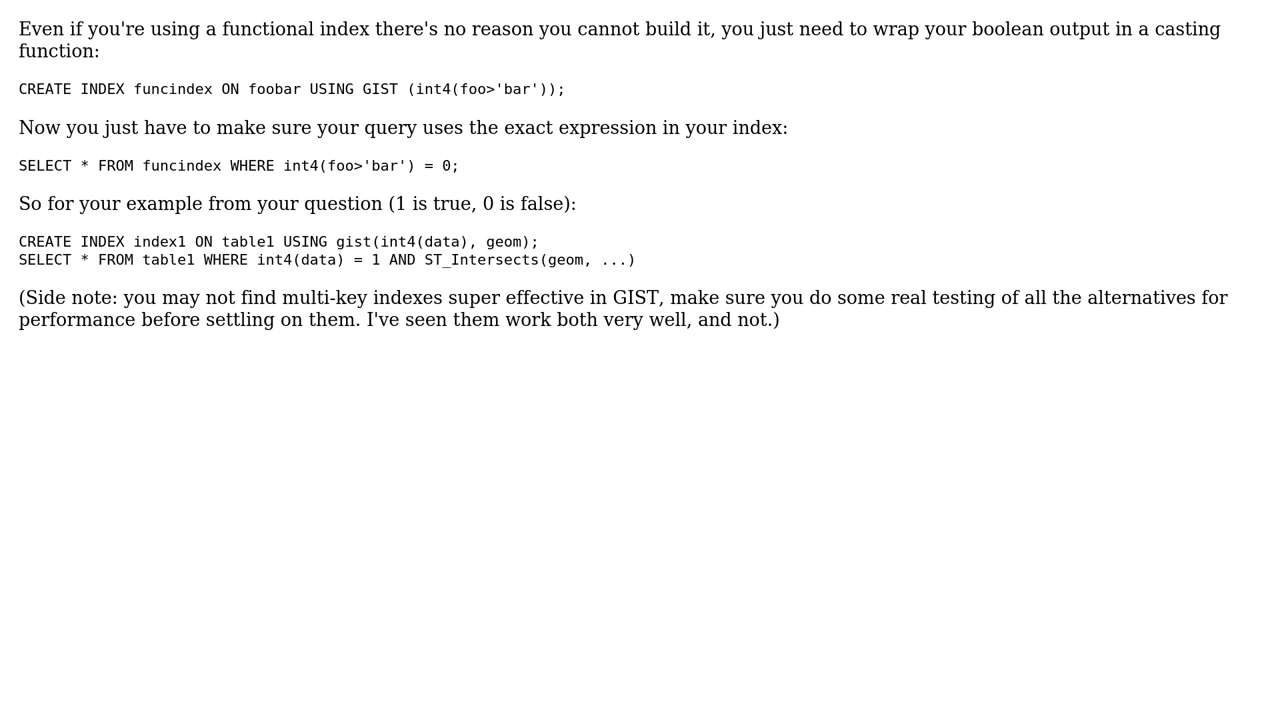 Even if you're using a functional index there's no reason you cannot build it, you just need to wrap your boolean output in a casting
function:
CREATE INDEX funcindex ON foobar USING GIST (int4(foo>'bar'));
Now you just have to make sure your query uses the exact expression in your index:
SELECT * FROM funcindex WHERE int4(foo>'bar') = 0;
So for your example from your question (1 is true, 0 is false):
CREATE INDEX index1 ON table1 USING gist(int4(data), geom);
SELECT * FROM table1 WHERE int4(data) = 1 AND ST_Intersects(geom, ...)
(Side note: you may not find multi-key indexes super effective in GIST, make sure you do some real testing of all the alternatives for
performance before settling on them. I've seen them work both very well, and not.)